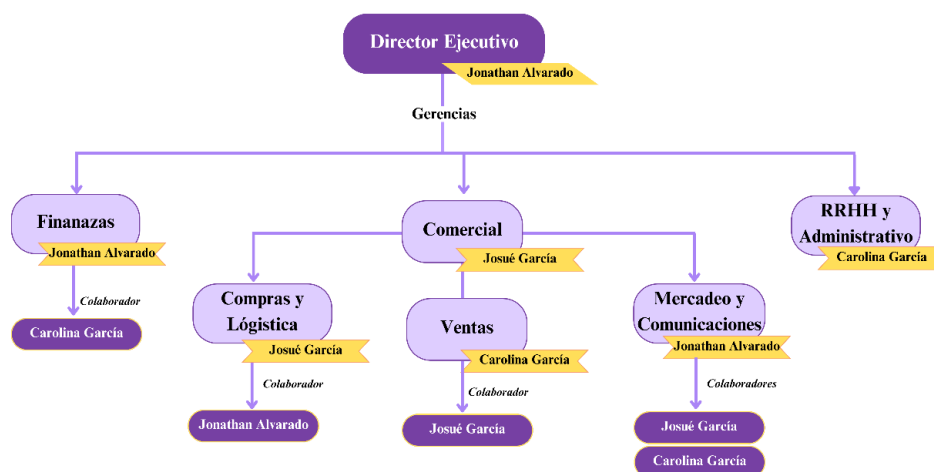 Director Ejecutivo
Jonathan Alvarado
Gerencias
Finanazas
Jonathan Alvarado
Colaborador
Carolina García
Comercial
Josué García
RRHH y
Administrativo
Carolina García
Compras y
Lógistica
Josué García
Colaborador
Jonathan Alvarado
Ventas
Carolina García
Colaborador
Josué García
Mercadeo y
Comunicaciones
Jonathan Alvarado
Colaboradores
Josué García
Carolina García